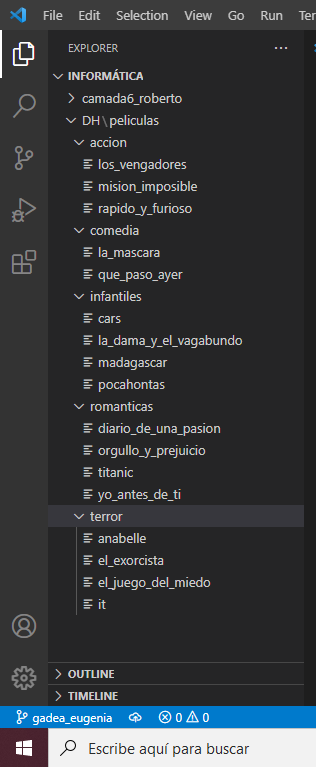 File Edit Selection View Go Run Ter
EXPLORER
INFORMÁTICA
camada6_roberto
DH\peliculas
accion
los_vengadores
mision_imposible
rapido_y_furioso
comedia
la_mascara
que_paso_ayer
infantiles
cars
la_dama_y_el_vagabundo
madagascar
pocahontas
romanticas
diario_de_una_pasion
orgullo_y_prejuicio
titanic
yo_antes_de_ti
terror
anabelle
el_exorcista
el_juego_del_miedo
it
OUTLINE
TIMELINE
gadea_eugenia 0 0
Escribe aquí para buscar